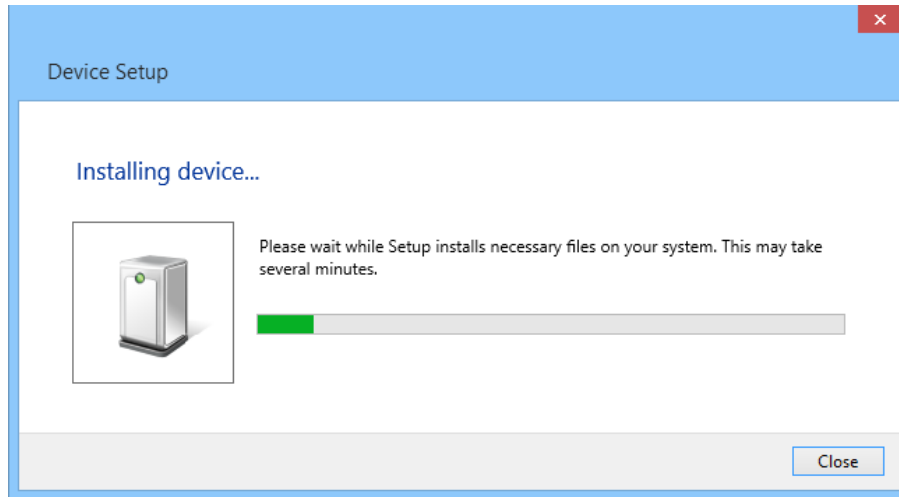 Device Setup
Installing device...
Please wait while Setup installs necessary files on your system. This may take
several minutes.
Close